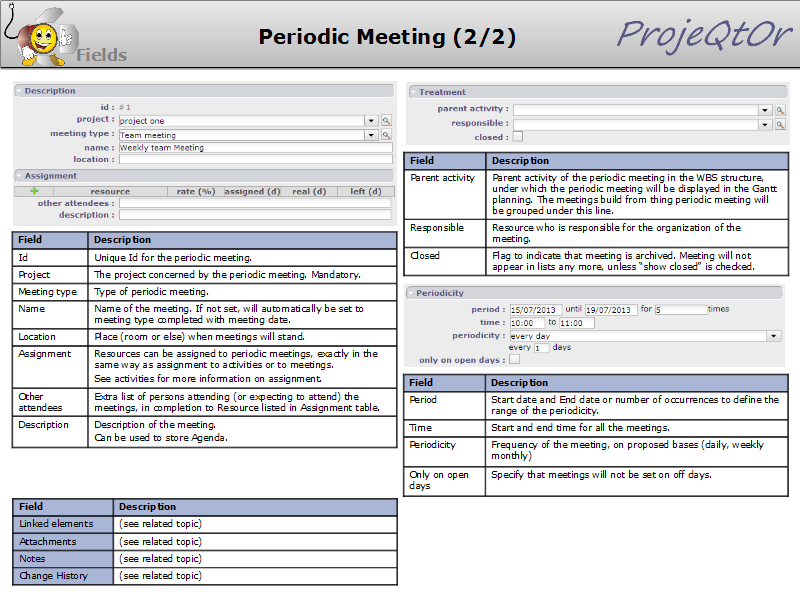 Fields
Periodic Meeting (2/2)
ProjeQtOr
Description
id : #1
project : project one
meeting type : Team meeting
name : Weekly team Meeting
location :
Assignment
resource rate (%) assigned (d) real (d) left (d)
other attendees :
description :
Field Description
Id Unique Id for the periodic meeting.
Project The project concerned by the periodic meeting. Mandatory.
Meeting type Type of periodic meeting.
Name Name of the meeting. If not set, will automatically be set to
meeting type completed with meeting date.
Location Place (room or else) when meetings will stand.
Assignment Resources can be assigned to periodic meetings, exactly in the
same way as assignment to activities or to meetings.
See activities for more information on assignment.
Other Extra list of persons attending (or expecting to attend) the
attendees meetings, in completion to Resource listed in Assignment table.
Description Description of the meeting.
Can be used to store Agenda.
Field Description
Linked elements (see related topic)
Attachments (see related topic)
Notes (see related topic)
Change History (see related topic)
Treatment
parent activity :
responsible :
closed :
Field Description
Parent activity Parent activity of the periodic meeting in the WBS structure,
under which the periodic meeting will be displayed in the Gantt
planning. The meetings build from thing periodic meeting will
be grouped under this line.
Responsible Resource who is responsible for the organization of the
meeting.
Closed Flag to indicate that meeting is archived. Meeting will not
appear in lists any more, unless “show closed” is checked.
Periodicity
period : 15/07/2013 until 19/07/2013 for 5 times
time : 10:00 to 11:00
periodicity : every day
every 1 days
only on open days :
Field Description
Period Start date and End date or number of occurrences to define the
range of the periodicity.
Time Start and end time for all the meetings.
Periodicity Frequency of the meeting, on proposed bases (daily, weekly
monthly)
Only on open Specify that meetings will not be set on off days.
days